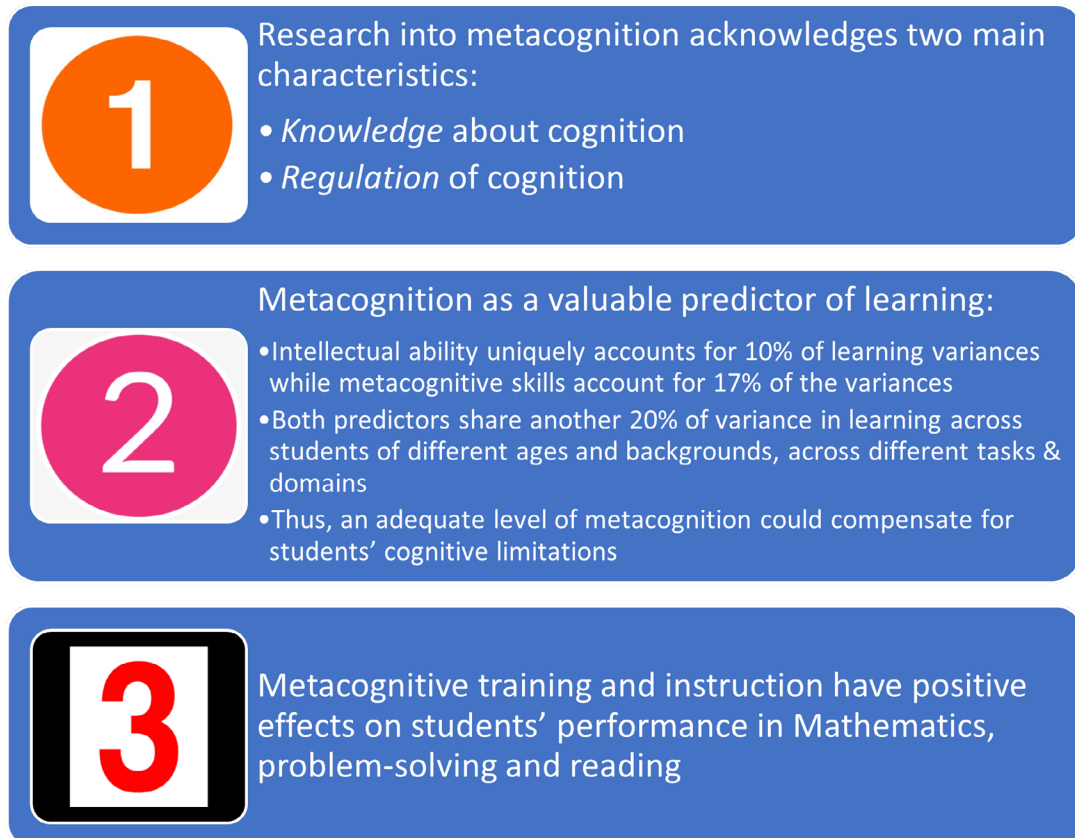 1
Research into metacognition acknowledges two main
characteristics:
• Knowledge about cognition
• Regulation of cognition
2
Metacognition as a valuable predictor of learning:
•Intellectual ability uniquely accounts for 10% of learning variances
while metacognitive skills account for 17% of the variances
•Both predictors share another 20% of variance in learning across
students of different ages and backgrounds, across different tasks &
domains
•Thus, an adequate level of metacognition could compensate for
students’ cognitive limitations
3
Metacognitive training and instruction have positive
effects on students’ performance in Mathematics,
problem-solving and reading